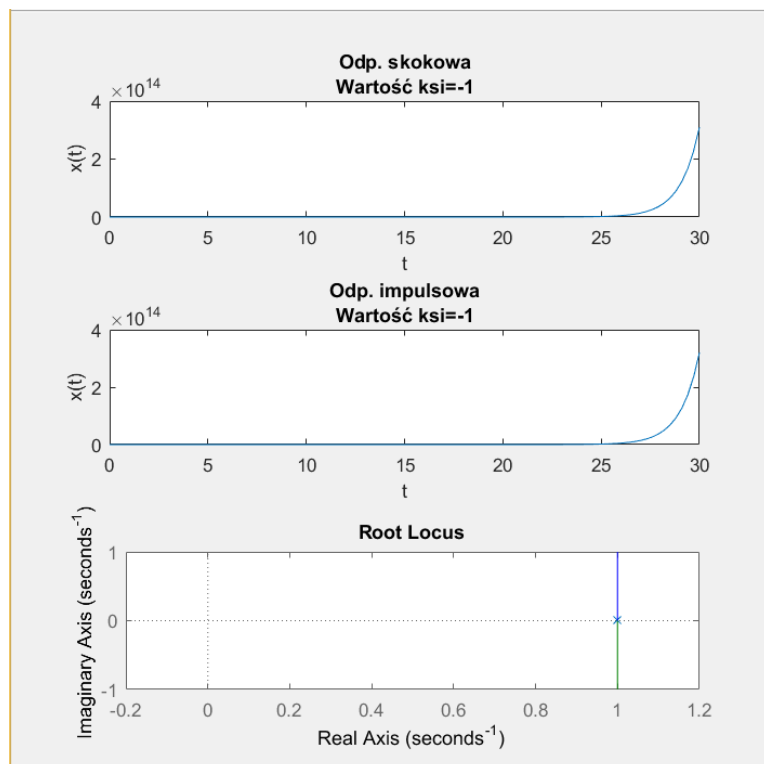 Odp. skokowa
Wartość ksi=-1
×10^14
4
2
0
x(t)
0 5 10 15 20 25 30
t
Odp. impulsowa
Wartość ksi=-1
×10^14
4
2
0
x(t)
0 5 10 15 20 25 30
t
Root Locus
1
0
-1
Imaginary Axis (seconds^-1)
-0.2 0 0.2 0.4 0.6 0.8 1 1.2
Real Axis (seconds^-1)